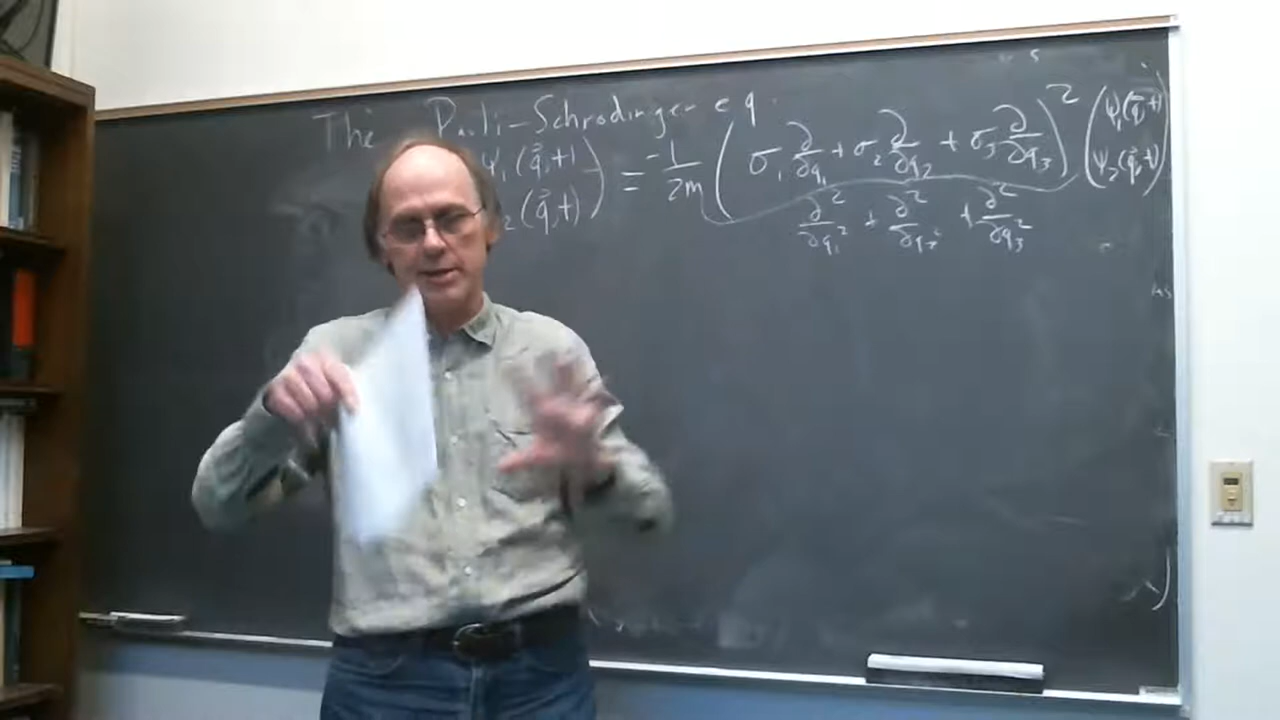 The Pauli-Schrodinger eq.
ψ₁(q⃗,t) = -1/2m (σ₁ ∂/∂q₁ + σ₂ ∂/∂q₂ + σ₃ ∂/∂q₃)² (ψ₁(q⃗,t)
₂(q⃗,t) ψ₂(q⃗,t))
∂²/∂q₁² + ∂²/∂q₂² + ∂²/∂q₃²